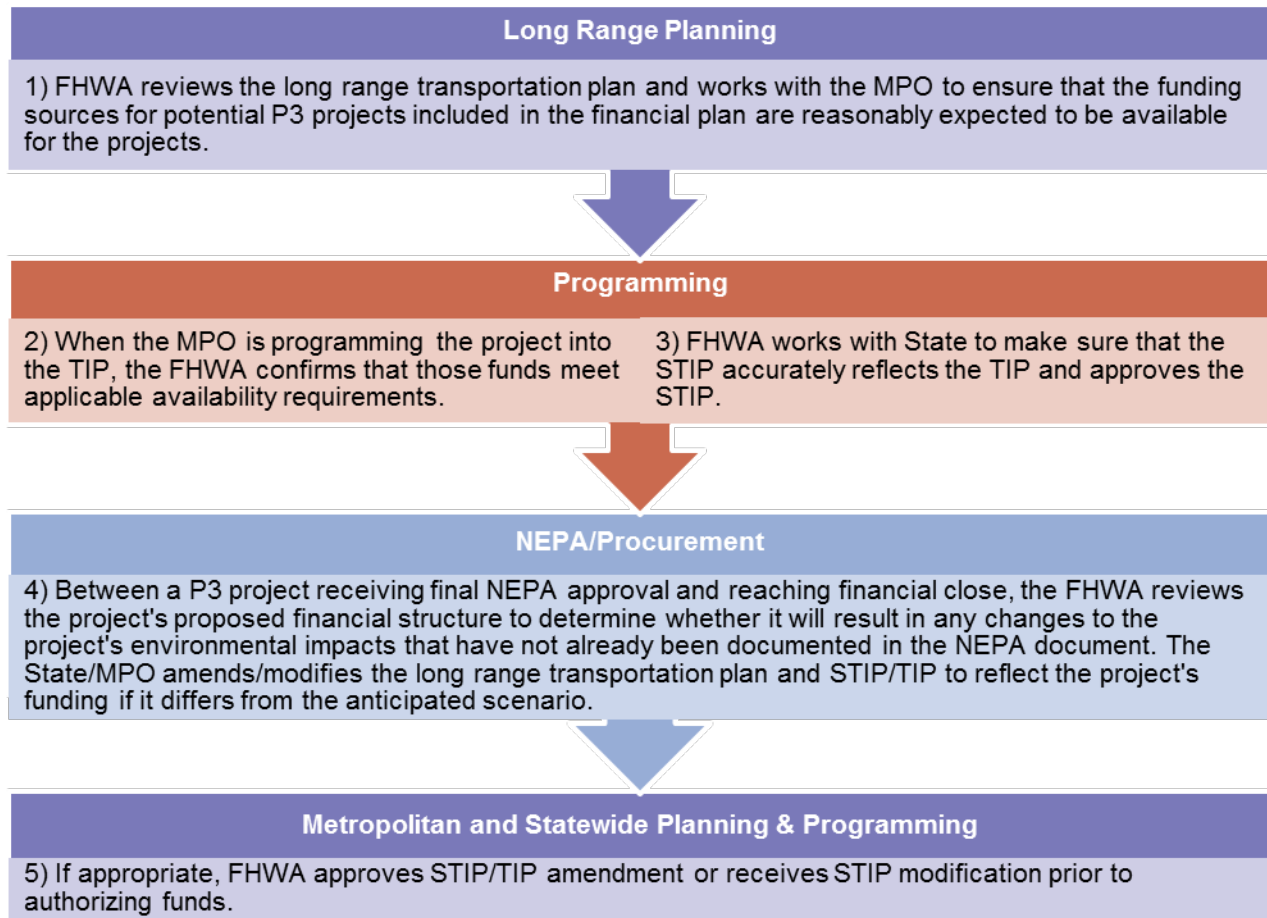 Long Range Planning
1) FHWA reviews the long range transportation plan and works with the MPO to ensure that the funding
sources for potential P3 projects included in the financial plan are reasonably expected to be available
for the projects.
Programming
2) When the MPO is programming the project into
the TIP, the FHWA confirms that those funds meet
applicable availability requirements.
3) FHWA works with State to make sure that the
STIP accurately reflects the TIP and approves the
STIP.
NEPA/Procurement
4) Between a P3 project receiving final NEPA approval and reaching financial close, the FHWA reviews
the project's proposed financial structure to determine whether it will result in any changes to the
project's environmental impacts that have not already been documented in the NEPA document. The
State/MPO amends/modifies the long range transportation plan and STIP/TIP to reflect the project's
funding if it differs from the anticipated scenario.
Metropolitan and Statewide Planning & Programming
5) If appropriate, FHWA approves STIP/TIP amendment or receives STIP modification prior to
authorizing funds.